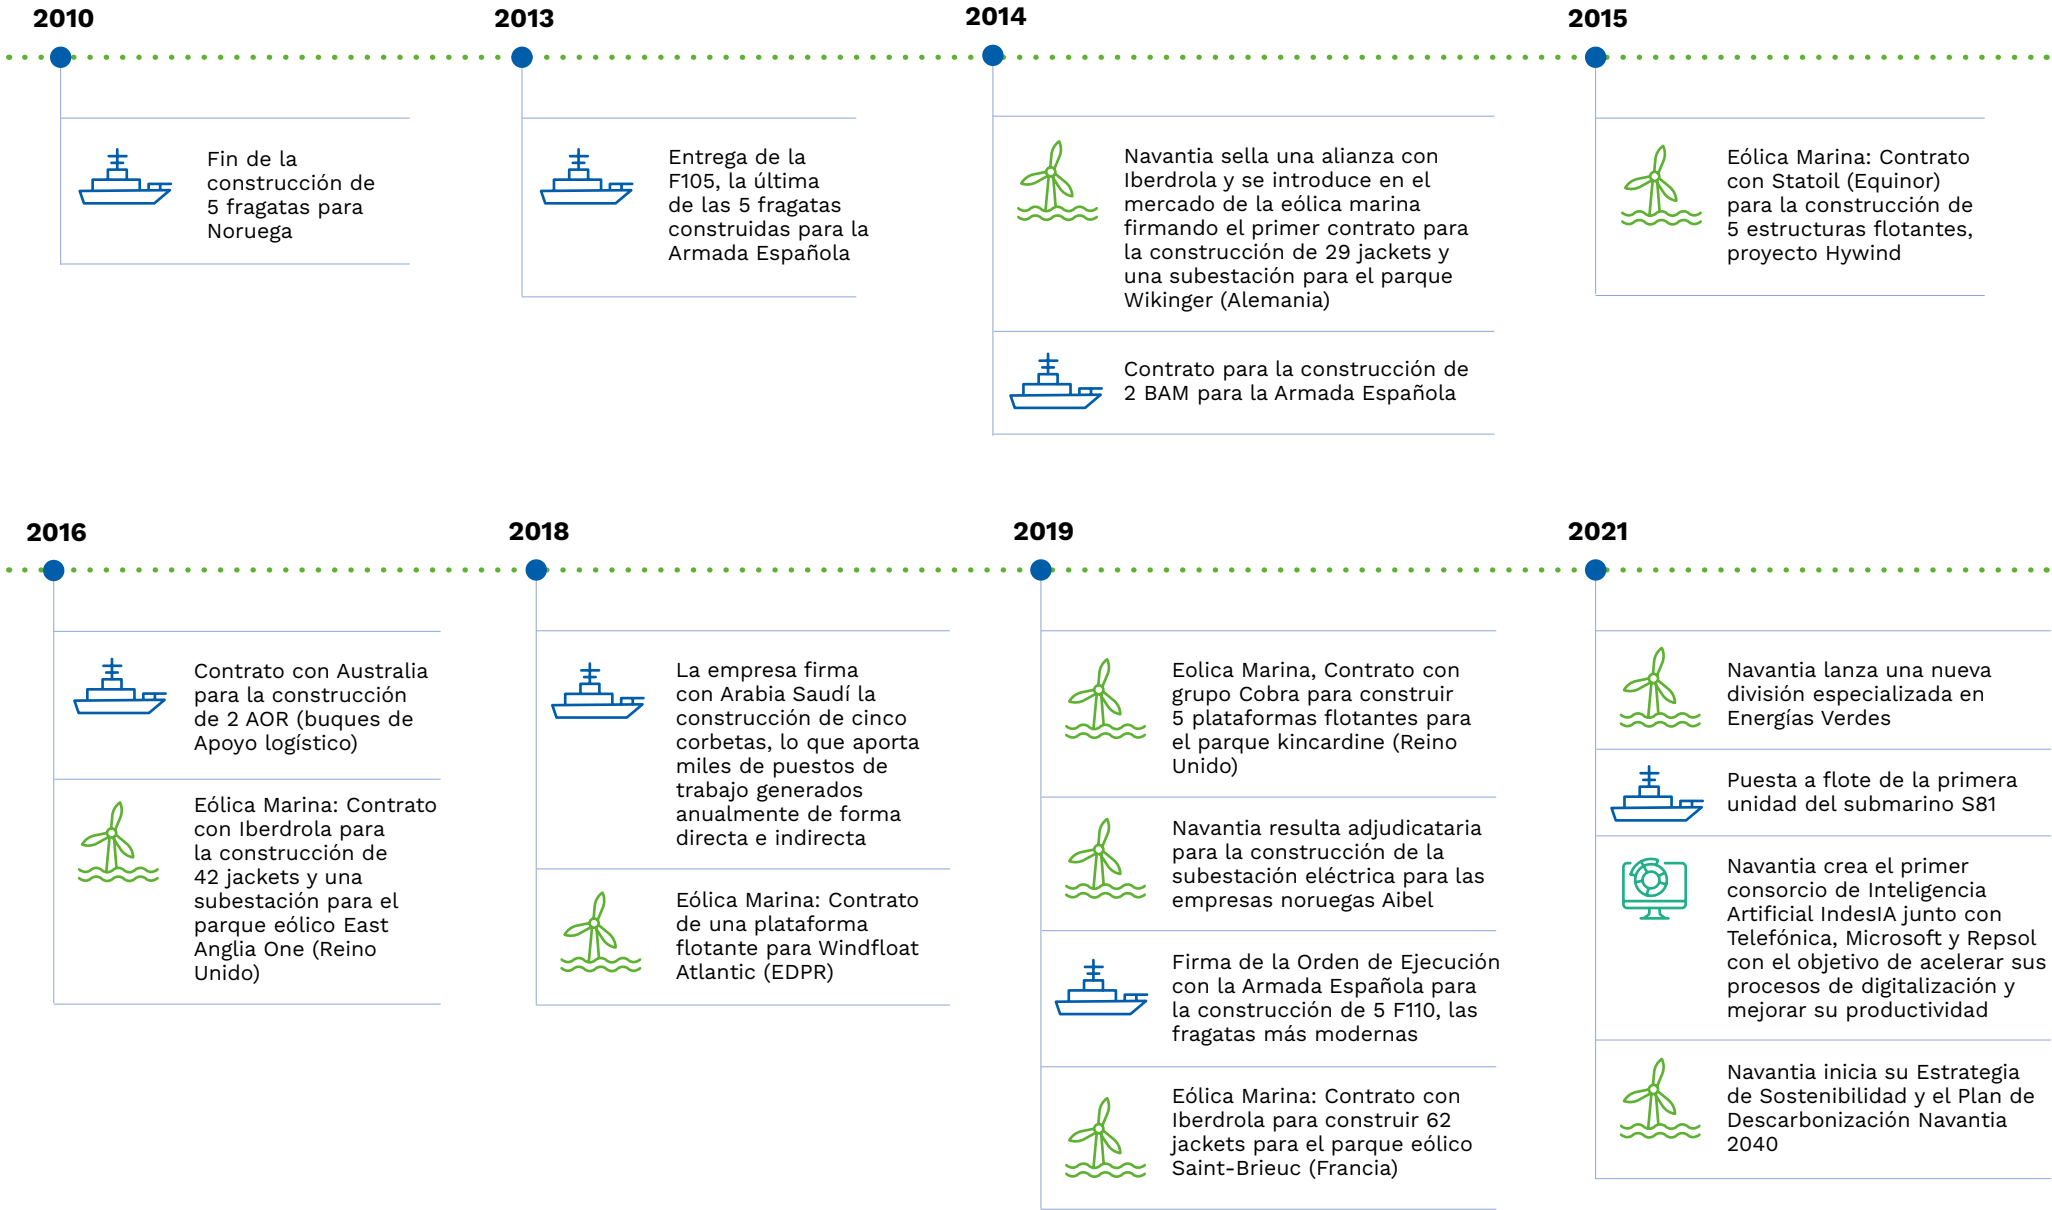 2010
Fin de la
construcción de
5 fragatas para
Noruega
2013
Entrega de la
F105, la última
de las 5 fragatas
construidas para la
Armada Española
2014
Navantia sella una alianza con
Iberdrola y se introduce en el
mercado de la eólica marina
firmando el primer contrato para
la construcción de 29 jackets y
una subestación para el parque
Wikinger (Alemania)
Contrato para la construcción de
2 BAM para la Armada Española
2015
Eólica Marina: Contrato
con Statoil (Equinor)
para la construcción de
5 estructuras flotantes,
proyecto Hywind
2016
Contrato con Australia
para la construcción
de 2 AOR (buques de
Apoyo logístico)
Eólica Marina: Contrato
con Iberdrola para
la construcción de
42 jackets y una
subestación para el
parque eólico East
Anglia One (Reino
Unido)
2018
La empresa firma
con Arabia Saudí la
construcción de cinco
corbetas, lo que aporta
miles de puestos de
trabajo generados
anualmente de forma
directa e indirecta
Eólica Marina: Contrato
de una plataforma
flotante para Windfloat
Atlantic (EDPR)
2019
Eolica Marina, Contrato con
grupo Cobra para construir
5 plataformas flotantes para
el parque kincardine (Reino
Unido)
Navantia resulta adjudicataria
para la construcción de la
subestación eléctrica para las
empresas noruegas Aibel
Firma de la Orden de Ejecución
con la Armada Española para
la construcción de 5 F110, las
fragatas más modernas
Eólica Marina: Contrato con
Iberdrola para construir 62
jackets para el parque eólico
Saint-Brieuc (Francia)
2021
Navantia lanza una nueva
división especializada en
Energías Verdes
Puesta a flote de la primera
unidad del submarino S81
Navantia crea el primer
consorcio de Inteligencia
Artificial IndesIA junto con
Telefónica, Microsoft y Repsol
con el objetivo de acelerar sus
procesos de digitalización y
mejorar su productividad
Navantia inicia su Estrategia
de Sostenibilidad y el Plan de
Descarbonización Navantia
2040